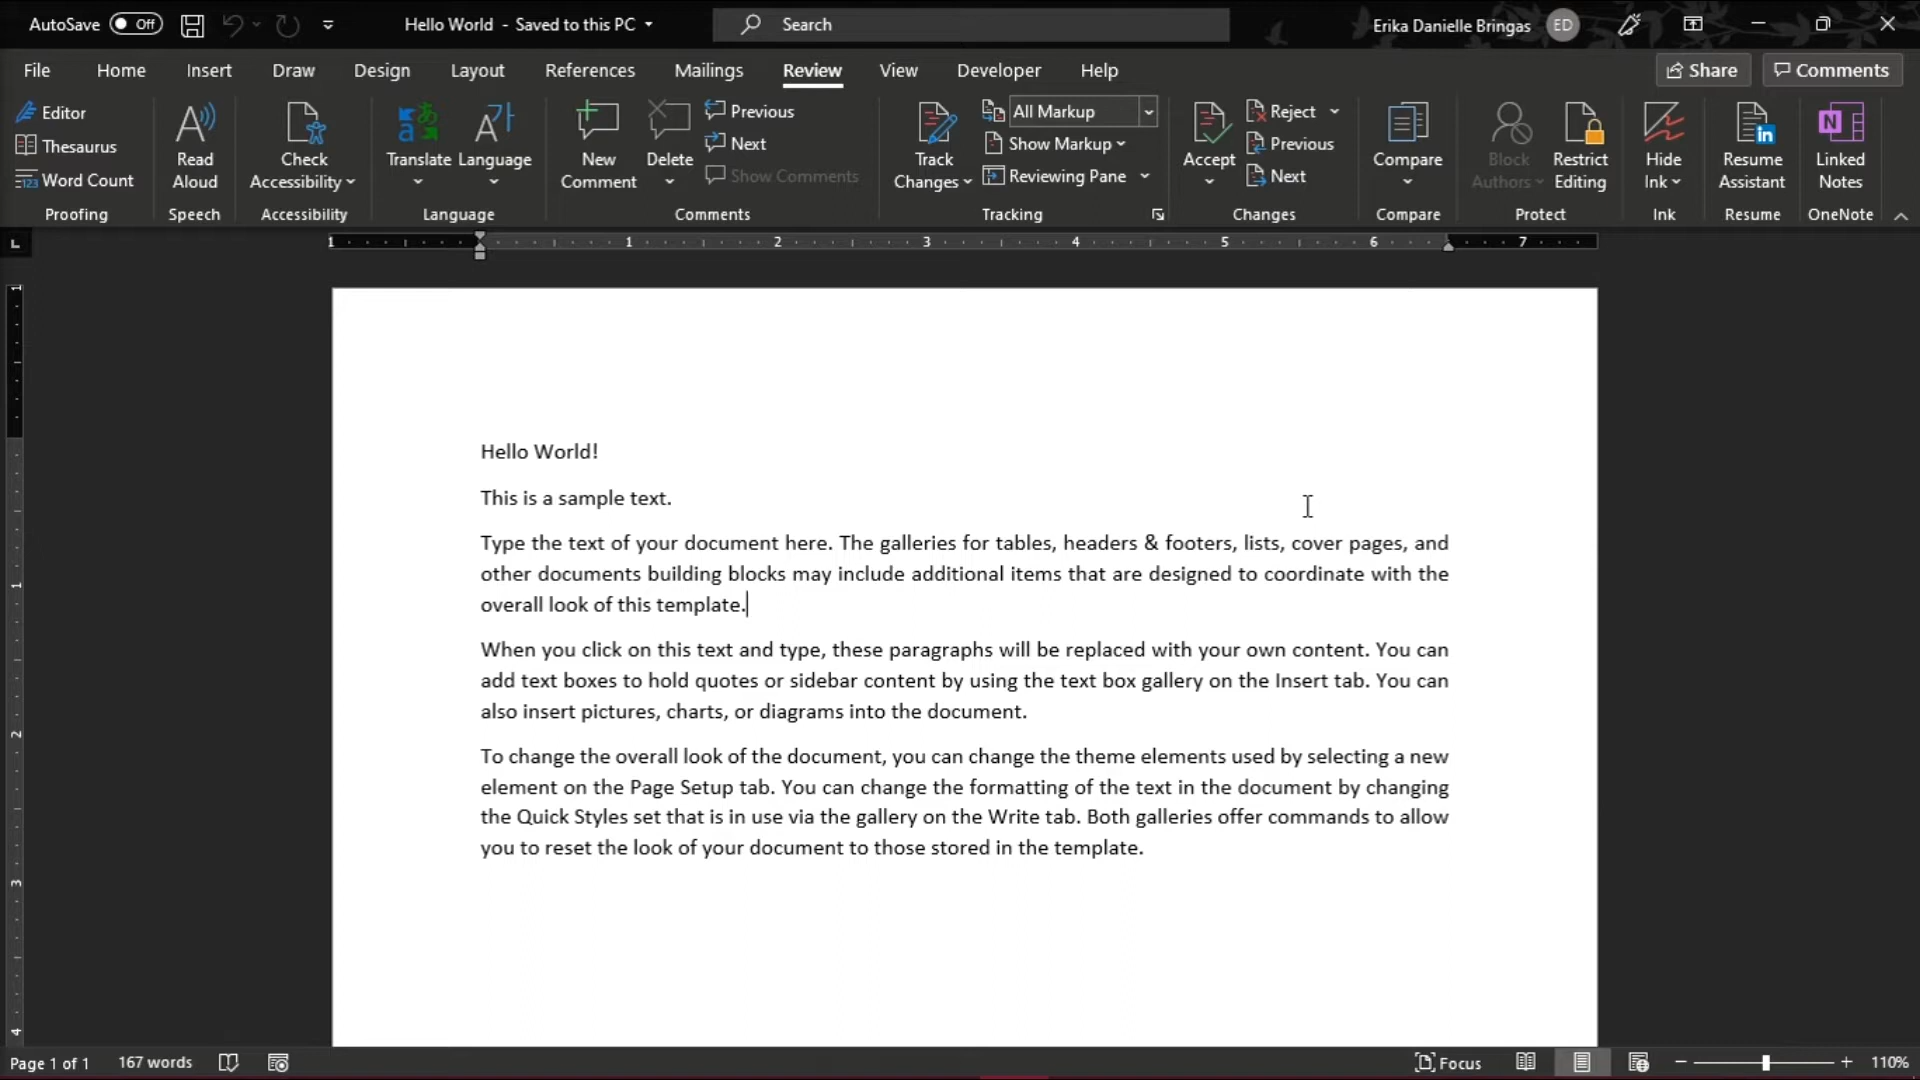 AutoSave Off Hello World - Saved to this PC Search Erika Danielle Bringas ED
File Home Insert Draw Design Layout References Mailings Review View Developer Help Share Comments
Editor
Thesaurus
Word Count
Proofing
Read Aloud
Speech
Check Accessibility
Accessibility
Translate Language
Language
New Comment
Delete
Previous
Next
Show Comments
Comments
Track Changes
All Markup
Show Markup
Reviewing Pane
Tracking
Accept
Reject
Previous
Next
Changes
Compare
Compare
Block Authors
Restrict Editing
Protect
Hide Ink
Ink
Resume Assistant
Resume
Linked Notes
OneNote
1 1 2 3 4 5 6 7
1
1
2
3
4
Hello World!
This is a sample text.
Type the text of your document here. The galleries for tables, headers & footers, lists, cover pages, and
other documents building blocks may include additional items that are designed to coordinate with the
overall look of this template.
When you click on this text and type, these paragraphs will be replaced with your own content. You can
add text boxes to hold quotes or sidebar content by using the text box gallery on the Insert tab. You can
also insert pictures, charts, or diagrams into the document.
To change the overall look of the document, you can change the theme elements used by selecting a new
element on the Page Setup tab. You can change the formatting of the text in the document by changing
the Quick Styles set that is in use via the gallery on the Write tab. Both galleries offer commands to allow
you to reset the look of your document to those stored in the template.
Page 1 of 1 167 words Focus 110%